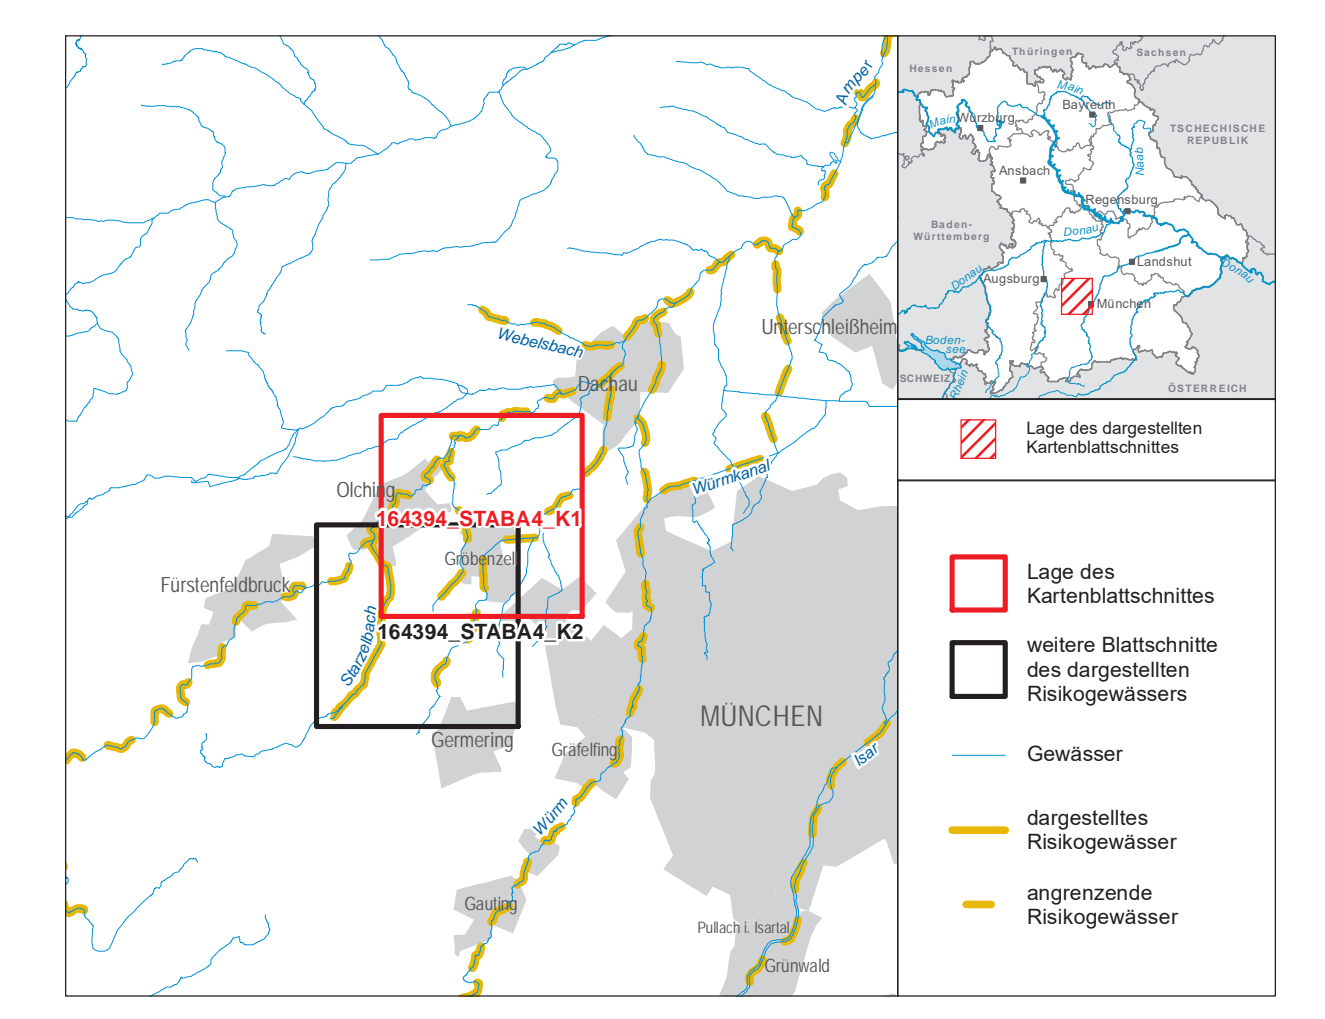 Amper
Webelsbach
Unterschleißheim
Dachau
Würmkanal
Olching
164394_STABA4_K1
Gröbenzell
Fürstenfeldbruck
Starzelbach
164394_STABA4_K2
MÜNCHEN
Germering
Gräfelfing
Isar
Würm
Gauting
Pullach i. Isartal
Grünwald
Thüringen
Sachsen
Hessen
Main
Bayreuth
Main
Würzburg
TSCHECHISCHE
REPUBLIK
Naab
Ansbach
Regensburg
Baden-
Württemberg
Donau
Landshut
Donau
Augsburg
Donau
München
Boden-
see
SCHWEIZ
Rhein
ÖSTERREICH
Lage des dargestellten
Kartenblattschnittes
Lage des
Kartenblattschnittes
weitere Blattschnitte
des dargestellten
Risikogewässers
Gewässer
dargestelltes
Risikogewässer
angrenzende
Risikogewässer